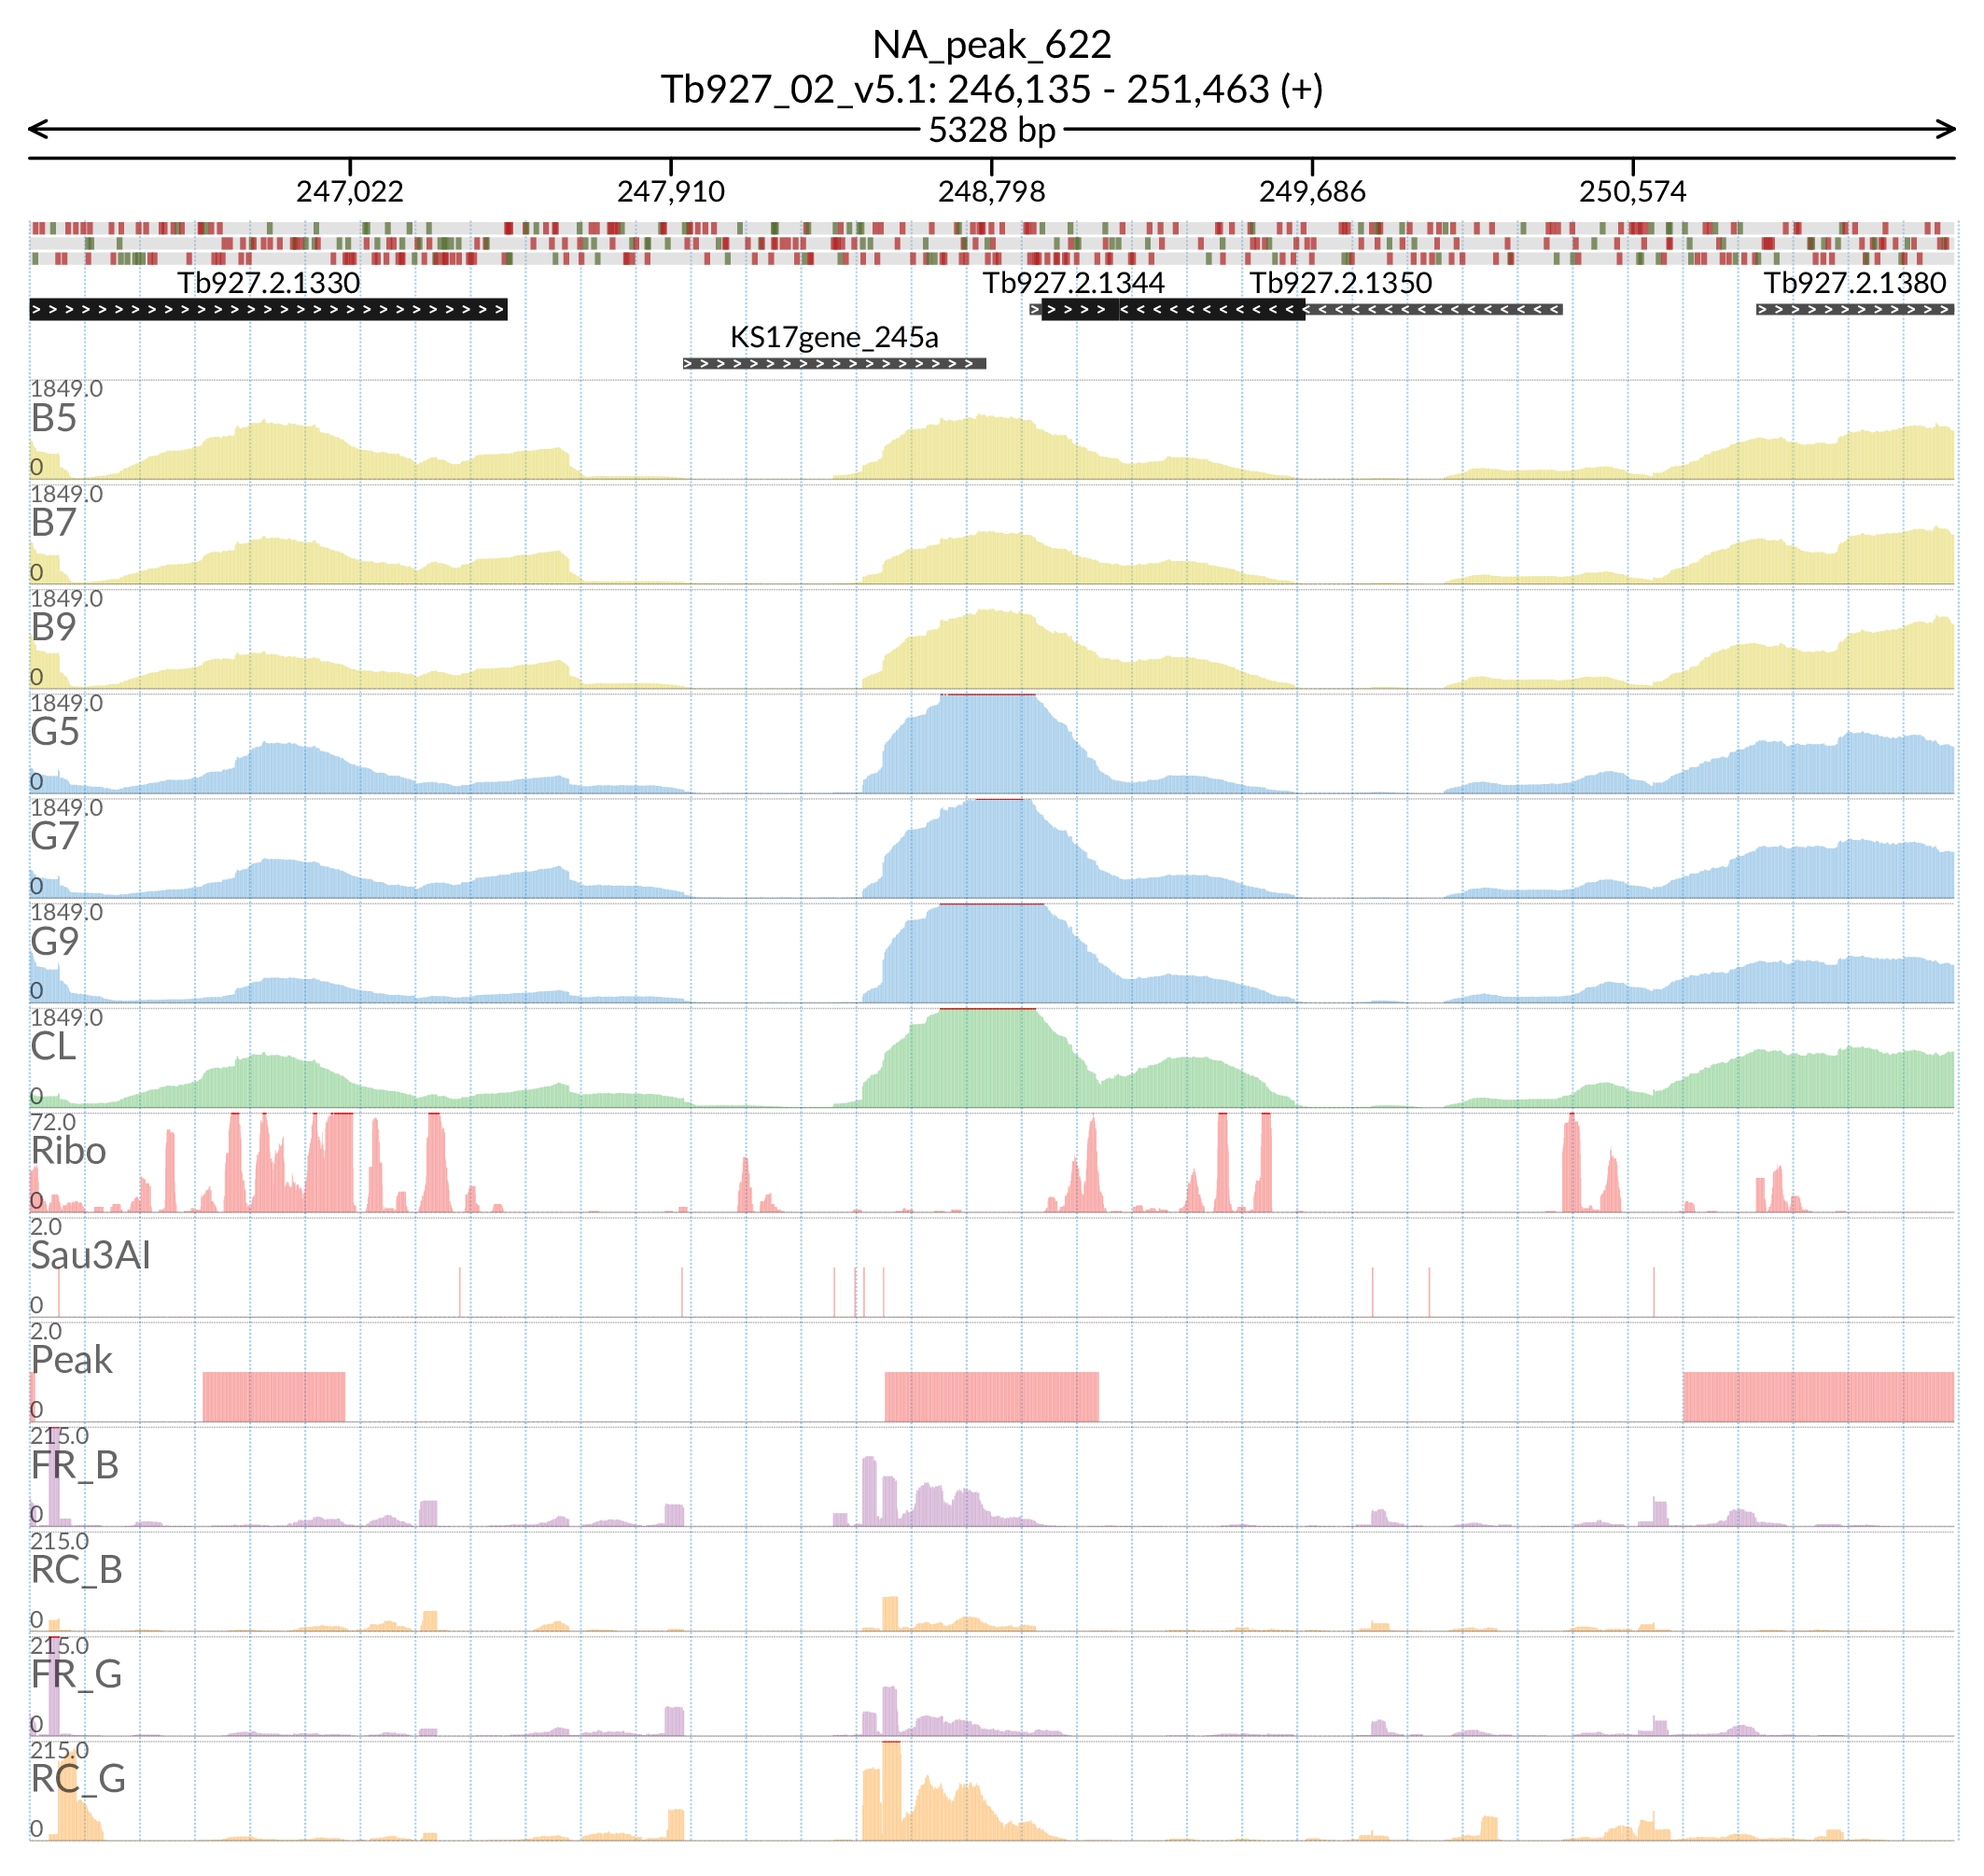 NA_peak_622
Tb927_02_v5.1: 246,135 - 251,463 (+)
5328 bp
247,022 247,910 248,798 249,686 250,574
Tb927.2.1330 Tb927.2.1344 Tb927.2.1350 Tb927.2.1380
KS17gene_245a
1849.0
B5
0
1849.0
B7
0
1849.0
B9
0
1849.0
G5
0
1849.0
G7
0
1849.0
G9
0
1849.0
CL
0
72.0
Ribo
0
2.0
Sau3AI
0
2.0
Peak
0
215.0
FR_B
0
215.0
RC_B
0
215.0
FR_G
0
215.0
RC_G
0